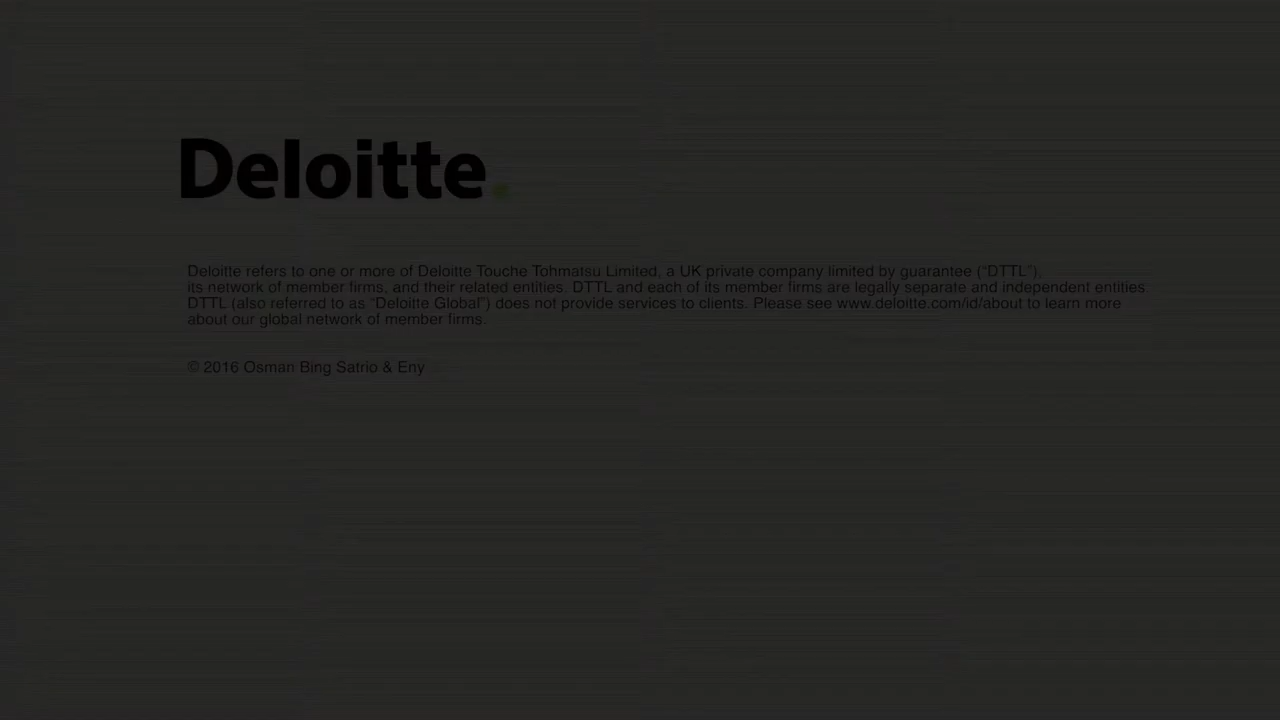 Deloitte.
Deloitte refers to one or more of Deloitte Touche Tohmatsu Limited, a UK private company limited by guarantee (“DTTL”),
its network of member firms, and their related entities. DTTL and each of its member firms are legally separate and independent entities.
DTTL (also referred to as “Deloitte Global”) does not provide services to clients. Please see www.deloitte.com/id/about to learn more
about our global network of member firms.
© 2016 Osman Bing Satrio & Eny